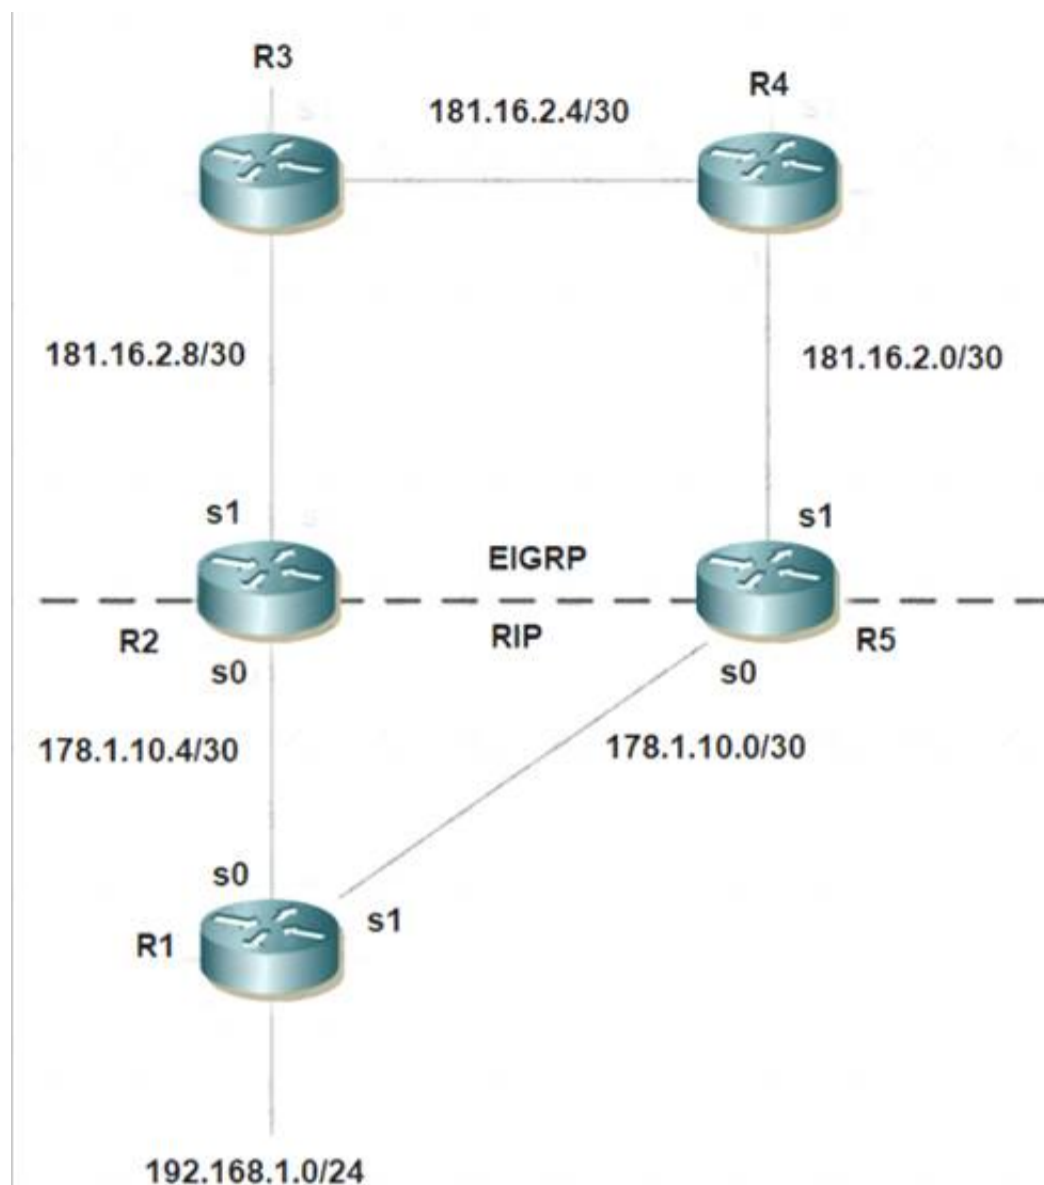 R3
R4
181.16.2.4/30
181.16.2.8/30
181.16.2.0/30
s1
s1
EIGRP
R2
RIP
R5
s0
s0
178.1.10.4/30
178.1.10.0/30
s0
s1
R1
192.168.1.0/24